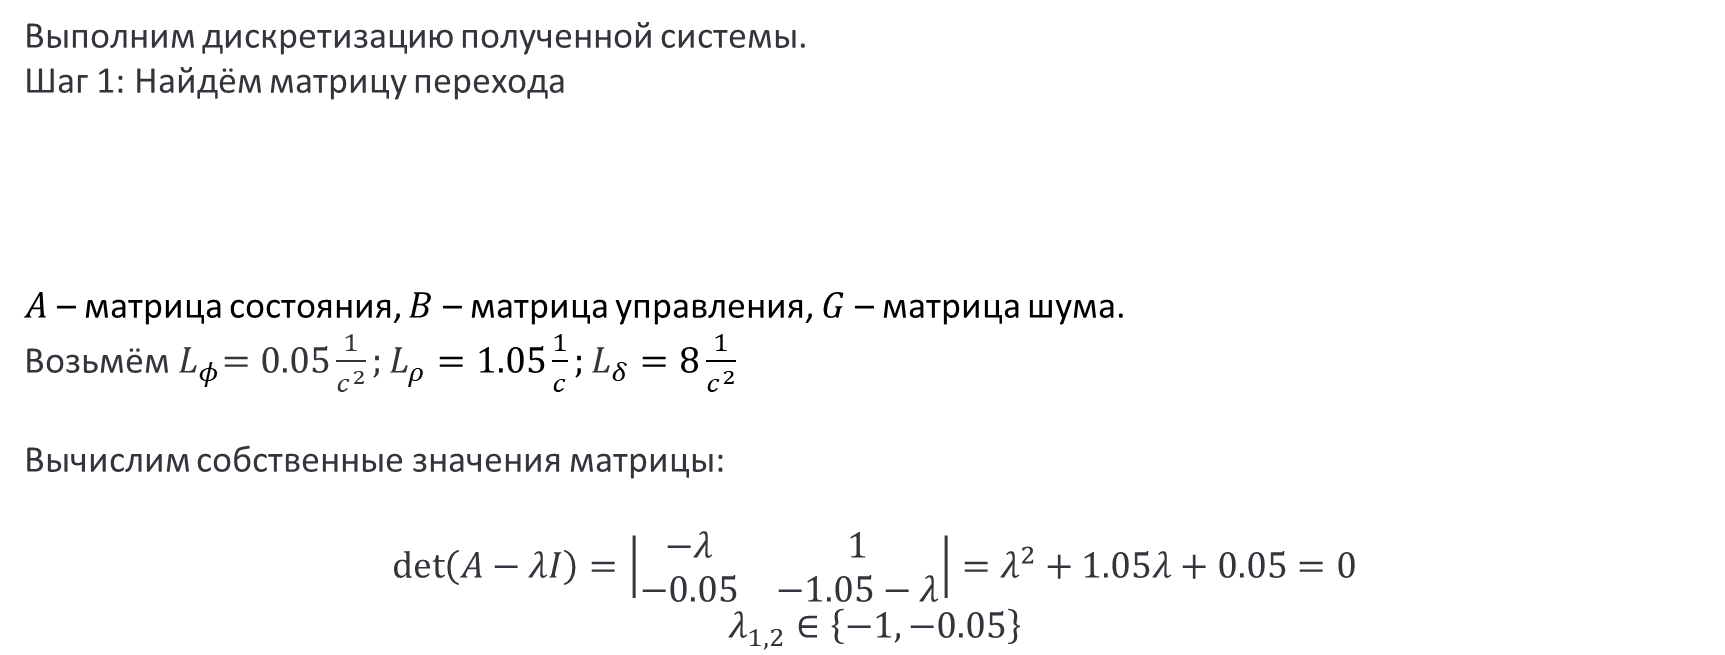 Выполним дискретизацию полученной системы.
Шаг 1: Найдём матрицу перехода
A – матрица состояния, B – матрица управления, G – матрица шума.
Возьмём L_ϕ = 0.05 1/c²; L_ρ = 1.05 1/c; L_δ = 8 1/c²
Вычислим собственные значения матрицы:
det(A − λI) = |−λ 1; −0.05 −1.05 − λ| = λ² + 1.05λ + 0.05 = 0
λ_{1,2} ∈ {−1, −0.05}